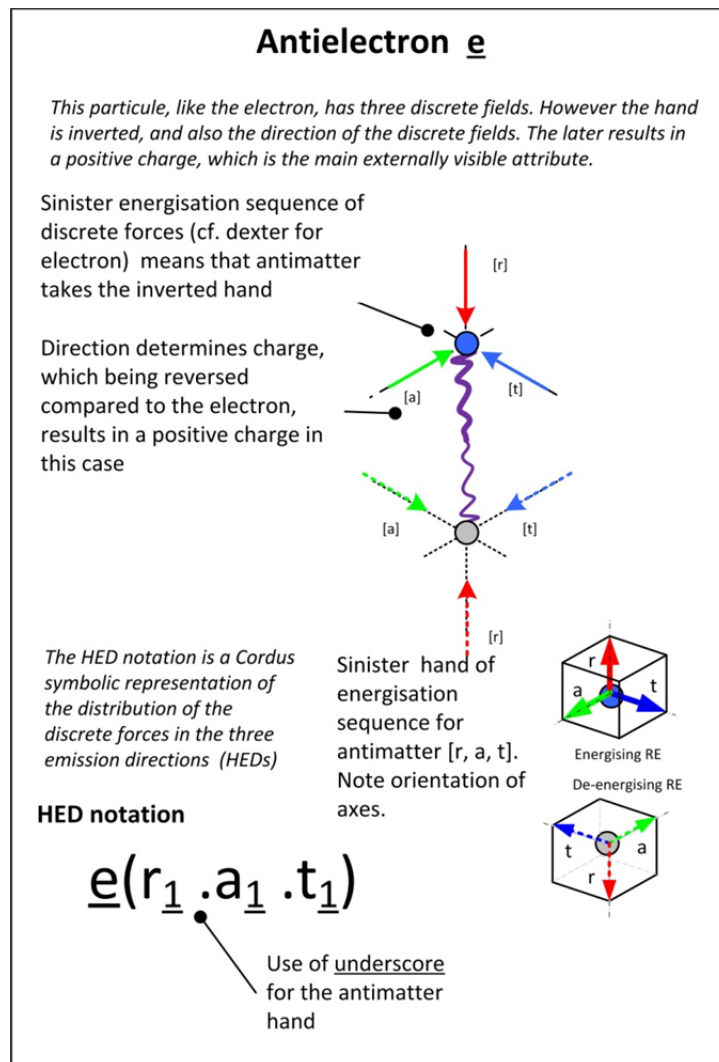 Antielectron e
This particule, like the electron, has three discrete fields. However the hand
is inverted, and also the direction of the discrete fields. The later results in
a positive charge, which is the main externally visible attribute.
Sinister energisation sequence of
discrete forces (cf. dexter for
electron) means that antimatter
takes the inverted hand
Direction determines charge,
which being reversed
compared to the electron,
results in a positive charge in
this case
[r]
[a]
[t]
[a]
[t]
[r]
The HED notation is a Cordus
symbolic representation of
the distribution of the
discrete forces in the three
emission directions (HEDs)
Sinister hand of
energisation
sequence for
antimatter [r, a, t].
Note orientation of
axes.
r
a
t
Energising RE
De-energising RE
t
a
r
HED notation
e(r1 .a1 .t1)
Use of underscore
for the antimatter
hand